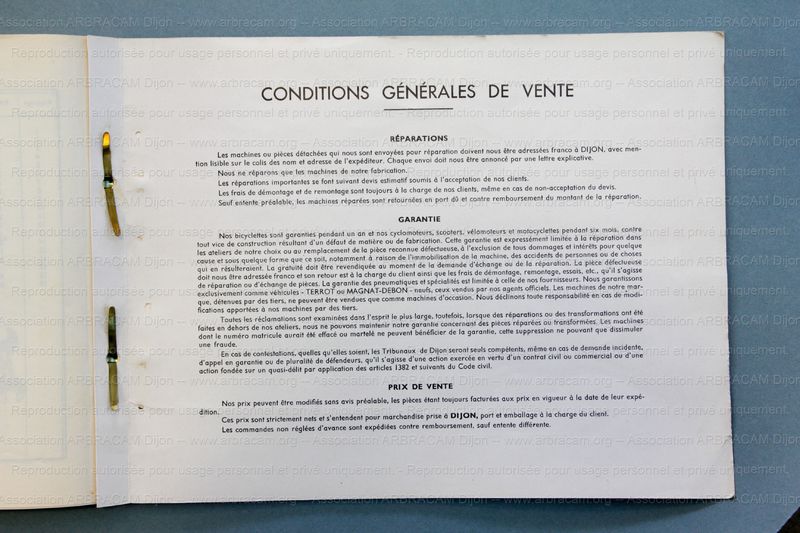 CONDITIONS GÉNÉRALES DE VENTE
RÉPARATIONS
Les machines ou pièces détachées qui nous sont envoyées pour réparation doivent nous être adressées franco à DIJON, avec men-
tion lisible sur le colis des nom et adresse de l'expéditeur. Chaque envoi doit nous être annoncé par une lettre explicative.
Nous ne réparons que les machines de notre fabrication.
Les réparations importantes se font suivant devis estimatif soumis à l'acceptation de nos clients.
Les frais de démontage et de remontage sont toujours à la charge de nos clients, même en cas de non-acceptation du devis.
Sauf entente préalable, les machines réparées sont retournées en port dû et contre remboursement du montant de la réparation.
GARANTIE
Nos bicyclettes sont garanties pendant un an et nos cyclomoteurs, scooters, vélomoteurs et motocyclettes pendant six mois, contre
tout vice de construction résultant d'un défaut de matière ou de fabrication. Cette garantie est expressément limitée à la réparation dans
les ateliers de notre choix ou au remplacement de la pièce reconnue défectueuse, à l'exclusion de tous dommages et intérêts pour quelque
cause et sous quelque forme que ce soit, notamment à raison de l'immobilisation de la machine, des accidents de personnes ou de choses
qui en résulteraient. La gratuité doit être revendiquée au moment de la demande d'échange ou de la réparation. La pièce défectueuse
doit nous être adressée franco et son retour est à la charge du client ainsi que les frais de démontage, remontage, essais, etc., qu'il s'agisse
de réparation ou d'échange de pièces. La garantie des pneumatiques et spécialités est limitée à celle de nos fournisseurs. Nous garantissons
exclusivement comme véhicules - TERROT ou MAGNAT-DEBON - neufs, ceux vendus par nos agents officiels. Les machines de notre mar-
que, détenues par des tiers, ne peuvent être vendues que comme machines d'occasion. Nous déclinons toute responsabilité en cas de modi-
fications apportées à nos machines par des tiers.
Toutes les réclamations sont examinées dans l'esprit le plus large, toutefois, lorsque des réparations ou des transformations ont été
faites en dehors de nos ateliers, nous ne pouvons maintenir notre garantie concernant des pièces réparées ou transformées. Les machines
dont le numéro matricule aurait été effacé ou martelé ne peuvent bénéficier de la garantie, cette suppression ne pouvant que dissimuler
une fraude.
En cas de contestations, quelles qu'elles soient, les Tribunaux de Dijon seront seuls compétents, même en cas de demande incidente,
d'appel en garantie ou de pluralité de défendeurs, qu'il s'agisse d'une action exercée en vertu d'un contrat civil ou commercial ou d'une
action fondée sur un quasi-délit par application des articles 1382 et suivants du Code civil.
PRIX DE VENTE
Nos prix peuvent être modifiés sans avis préalable, les pièces étant toujours facturées aux prix en vigueur à la date de leur expé-
dition.
Ces prix sont strictement nets et s'entendent pour marchandise prise à DIJON, port et emballage à la charge du client.
Les commandes non réglées d'avance sont expédiées contre remboursement, sauf entente différente.
Association ARBRACAM Dijon -- www.arbracam.org -- Association ARBRACAM Dijon
Reproduction autorisée pour usage personnel et privé uniquement.